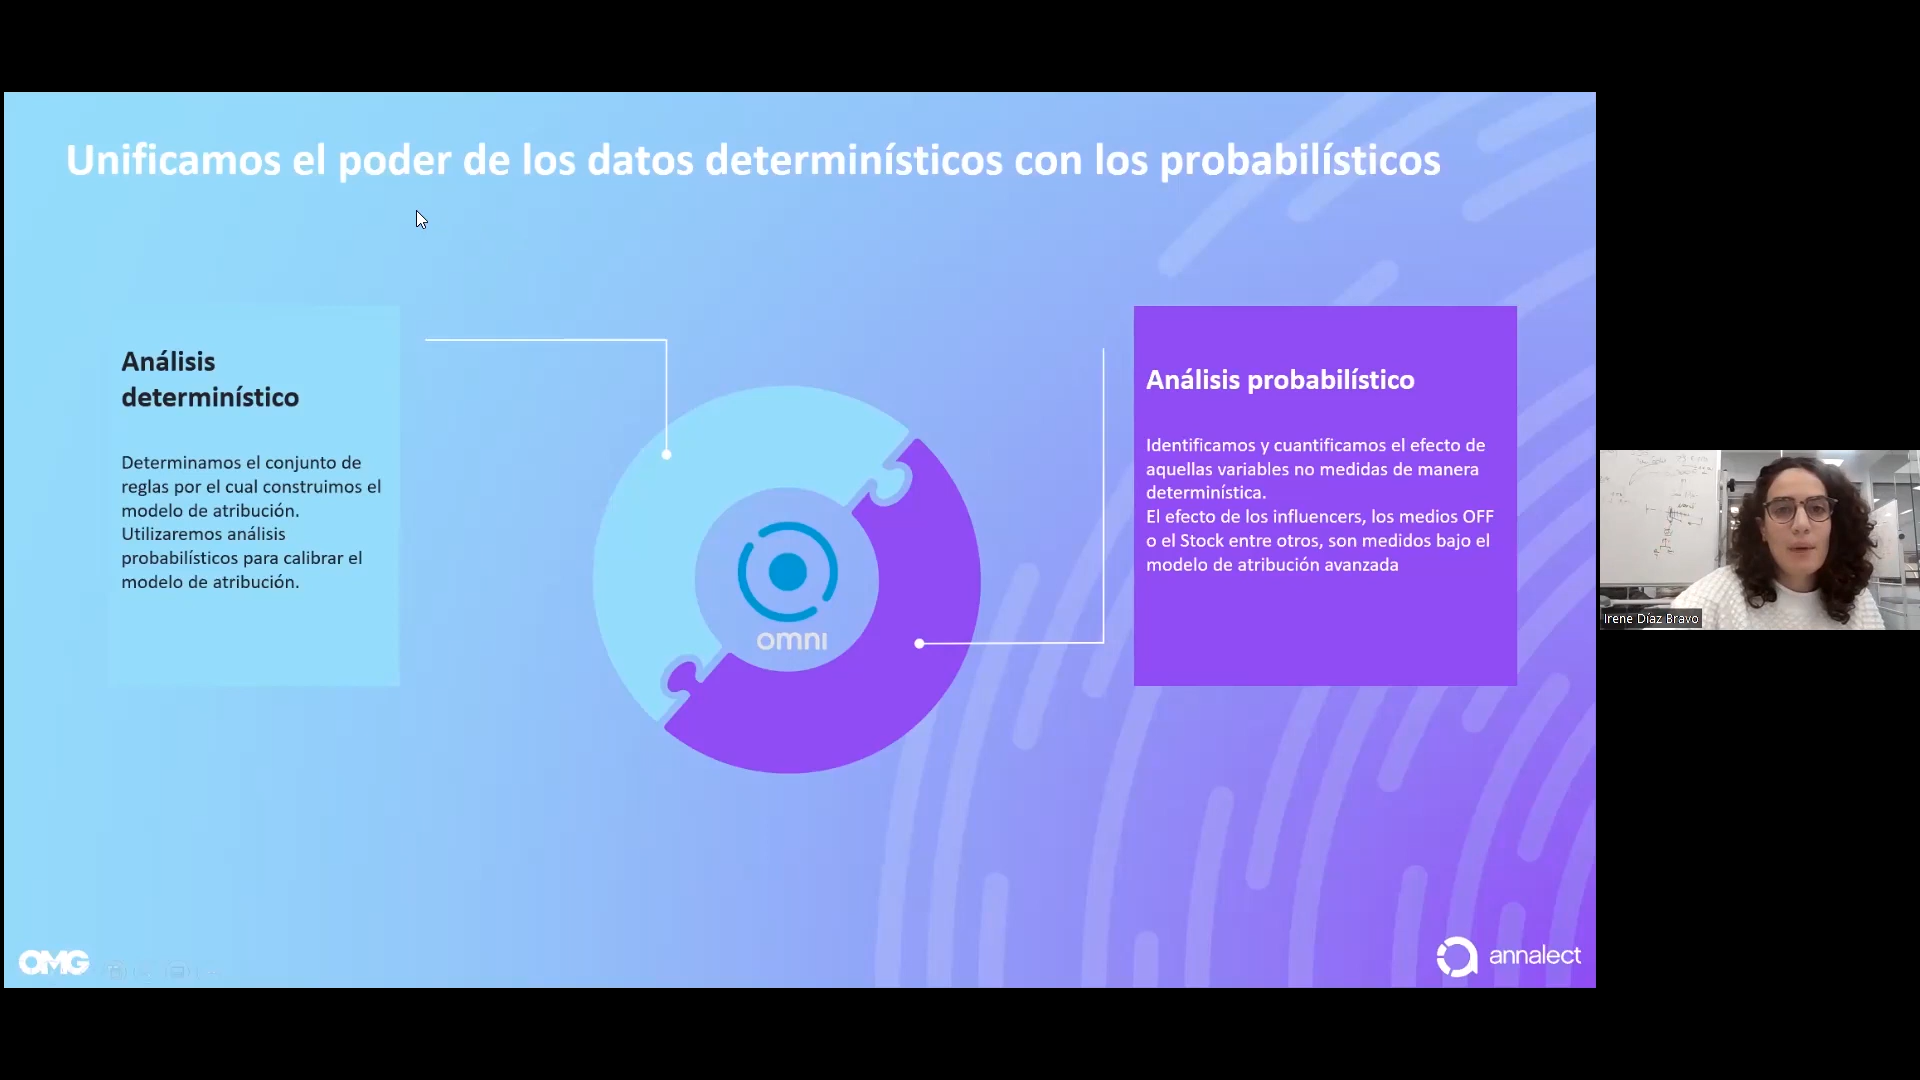 Unificamos el poder de los datos determinísticos con los probabilísticos
Análisis
determinístico
Determinamos el conjunto de
reglas por el cual construimos el
modelo de atribución.
Utilizaremos análisis
probabilísticos para calibrar el
modelo de atribución.
omni
Análisis probabilístico
Identificamos y cuantificamos el efecto de
aquellas variables no medidas de manera
determinística.
El efecto de los influencers, los medios OFF
o el Stock entre otros, son medidos bajo el
modelo de atribución avanzada
Irene Díaz Bravo
OMG
annalect